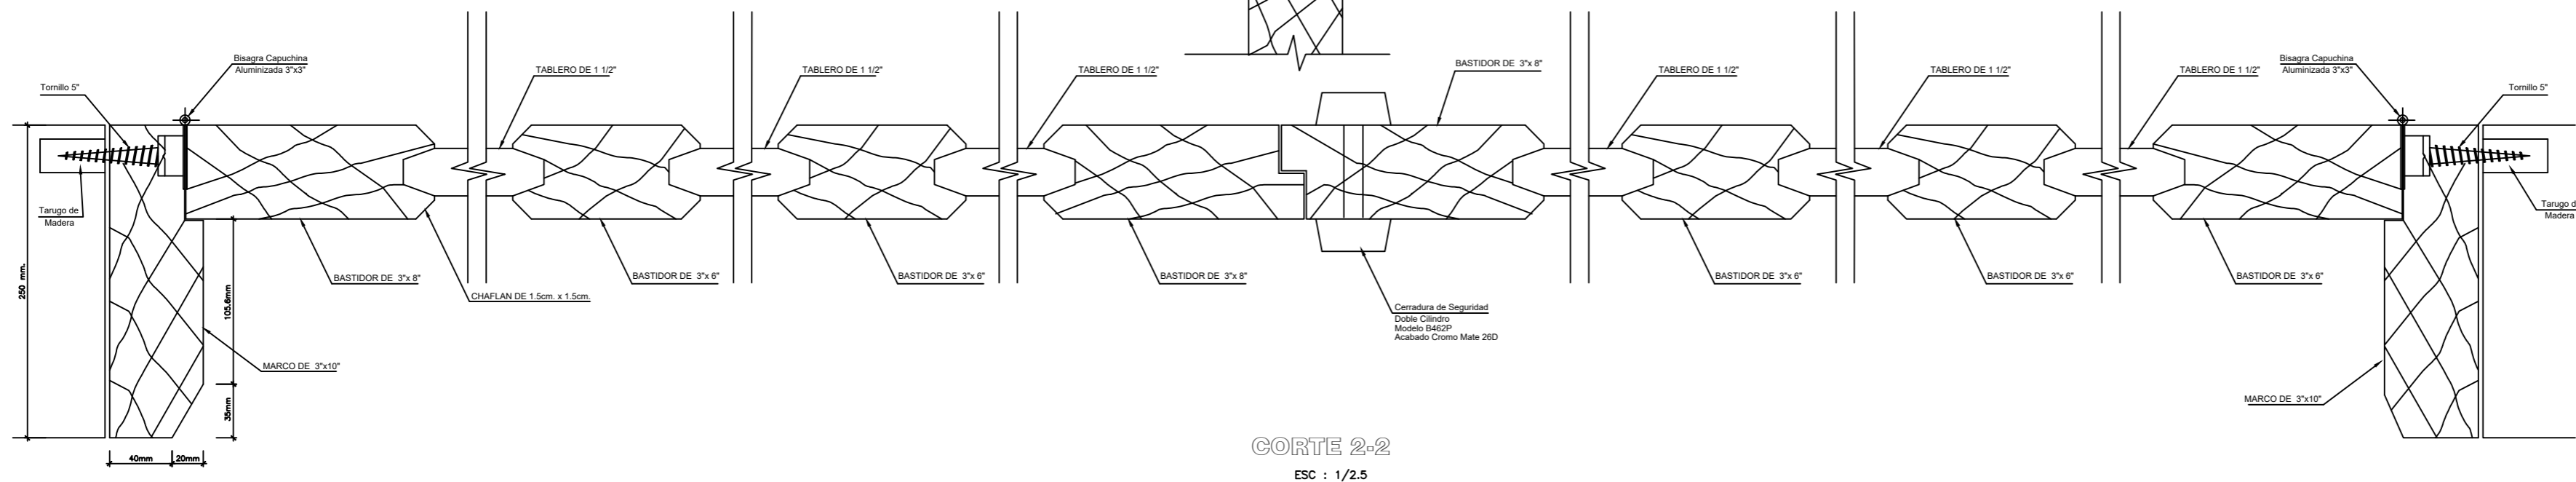 Bisagra Capuchina
Aluminizada 3"x3"
Tornillo 5"
TABLERO DE 1 1/2"
TABLERO DE 1 1/2"
TABLERO DE 1 1/2"
BASTIDOR DE 3"x 8"
TABLERO DE 1 1/2"
TABLERO DE 1 1/2"
TABLERO DE 1 1/2"
Bisagra Capuchina
Aluminizada 3"x3"
Tornillo 5"
Tarugo de
Madera
250 mm.
105.6mm
35mm
40mm
20mm
BASTIDOR DE 3"x 8"
CHAFLAN DE 1.5cm. x 1.5cm.
MARCO DE 3"x10"
BASTIDOR DE 3"x 6"
BASTIDOR DE 3"x 6"
BASTIDOR DE 3"x 8"
Cerradura de Seguridad
Doble Cilindro
Modelo B462P
Acabado Cromo Mate 26D
BASTIDOR DE 3"x 6"
BASTIDOR DE 3"x 6"
BASTIDOR DE 3"x 6"
Tarugo d
Madera
MARCO DE 3"x10"
CORTE 2-2
ESC : 1/2.5